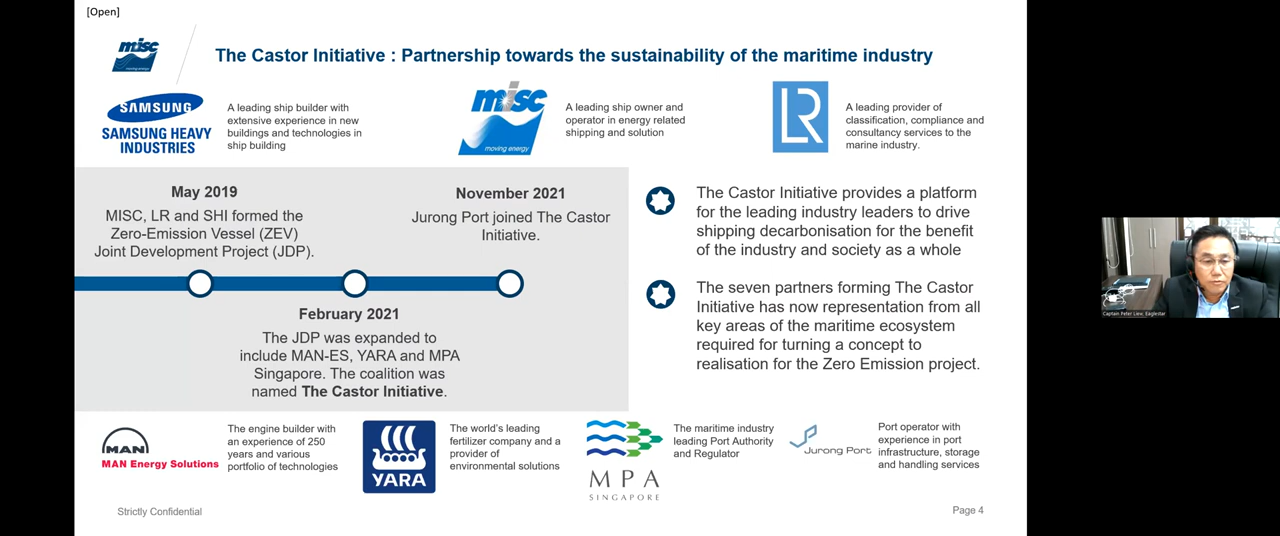 [Open]
misc
moving energy
The Castor Initiative : Partnership towards the sustainability of the maritime industry
SAMSUNG
SAMSUNG HEAVY
INDUSTRIES
A leading ship builder with
extensive experience in new
buildings and technologies in
ship building
misc
moving energy
A leading ship owner and
operator in energy related
shipping and solution
LR
A leading provider of
classification, compliance and
consultancy services to the
marine industry.
May 2019
MISC, LR and SHI formed the
Zero-Emission Vessel (ZEV)
Joint Development Project (JDP).
November 2021
Jurong Port joined The Castor
Initiative.
February 2021
The JDP was expanded to
include MAN-ES, YARA and MPA
Singapore. The coalition was
named The Castor Initiative.
The Castor Initiative provides a platform
for the leading industry leaders to drive
shipping decarbonisation for the benefit
of the industry and society as a whole
The seven partners forming The Castor
Initiative has now representation from all
key areas of the maritime ecosystem
required for turning a concept to
realisation for the Zero Emission project.
MAN
MAN Energy Solutions
The engine builder with
an experience of 250
years and various
portfolio of technologies
YARA
The world's leading
fertilizer company and a
provider of
environmental solutions
MPA
SINGAPORE
The maritime industry
leading Port Authority
and Regulator
Jurong Port
Port operator with
experience in port
infrastructure, storage
and handling services
Strictly Confidential
Page 4
Captain Peter Liew, Eaglestar